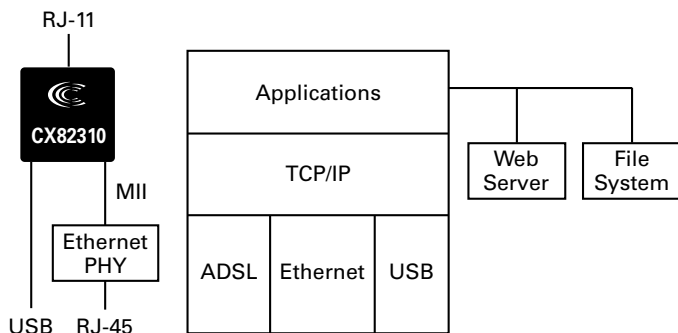 RJ-11
CX82310
MII
Ethernet
PHY
USB RJ-45
Applications
TCP/IP
ADSL Ethernet USB
Web
Server
File
System